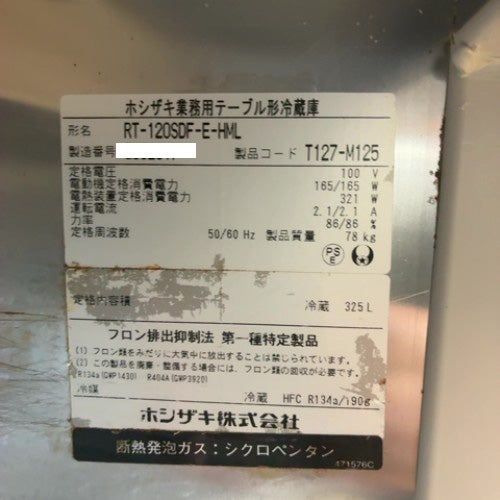 ホシザキ業務用テーブル形冷蔵庫
形名 RT-120SDF-E-HML
製造番号
製品コード T127-M125
定格電圧 100 V
電動機定格消費電力 165/165 W
電熱装置定格消費電力 321 W
運転電流 2.1/2.1 A
力率 86/86 %
定格周波数 50/60 Hz 製品質量 78 kg
PS
E
定格内容積 冷蔵 325 L
フロン排出抑制法 第一種特定製品
(1) フロン類をみだりに大気中に放出することは禁じられています。
(2) この製品を廃棄・整備する場合には、フロン類の回収が必要です。
R134a(GWP1430) R404A(GWP3920)
冷媒 冷蔵 HFC R134a/190g
ホシザキ株式会社
断熱発泡ガス：シクロペンタン
471576C